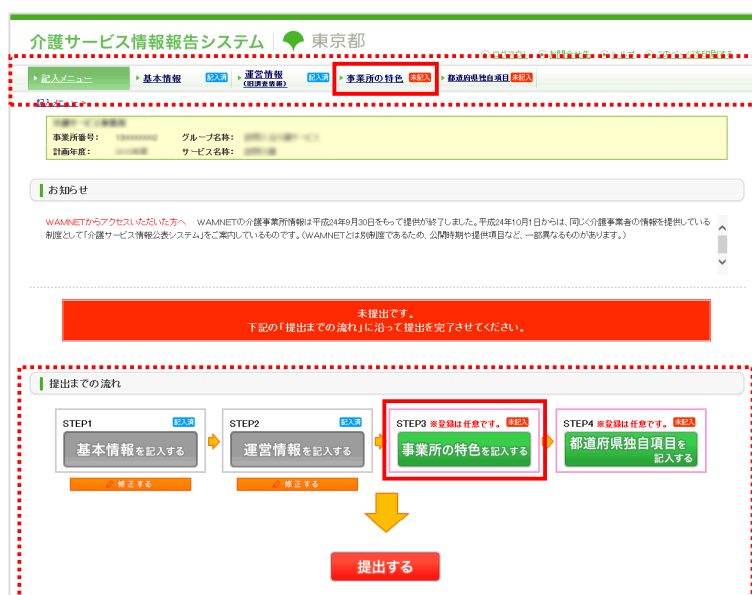 介護サービス情報報告システム 東京都
記入メニュー 基本情報 記入済 運営情報 (旧調査情報) 記入済 事業所の特色 未記入 都道府県独自項目 未記入
事業所番号: グループ名称:
計画年度: サービス名称:
お知らせ
WAMNETからアクセスいただいた方へ WAMNETの介護事業所情報は平成24年9月30日をもって提供が終了しました。平成24年10月1日からは、同じく介護事業者の情報を提供している
制度として「介護サービス情報公表システム」をご案内しているものです。(WAMNETとは別制度であるため、公開時期や提供項目など、一部異なるものがあります。)
未提出です。
下記の「提出までの流れ」に沿って提出を完了させてください。
提出までの流れ
STEP1 記入済
基本情報を記入する
修正する
STEP2 記入済
運営情報を記入する
修正する
STEP3 ※登録は任意です。 未記入
事業所の特色を記入する
STEP4 ※登録は任意です。 未記入
都道府県独自項目を
記入する
提出する